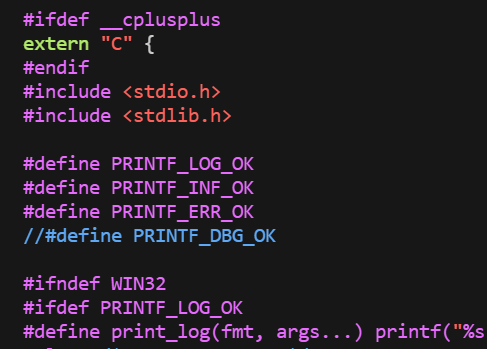 #ifdef __cplusplus
extern "C" {
#endif
#include <stdio.h>
#include <stdlib.h>
#define PRINTF_LOG_OK
#define PRINTF_INF_OK
#define PRINTF_ERR_OK
//#define PRINTF_DBG_OK
#ifndef WIN32
#ifdef PRINTF_LOG_OK
#define print_log(fmt, args...) printf("%s